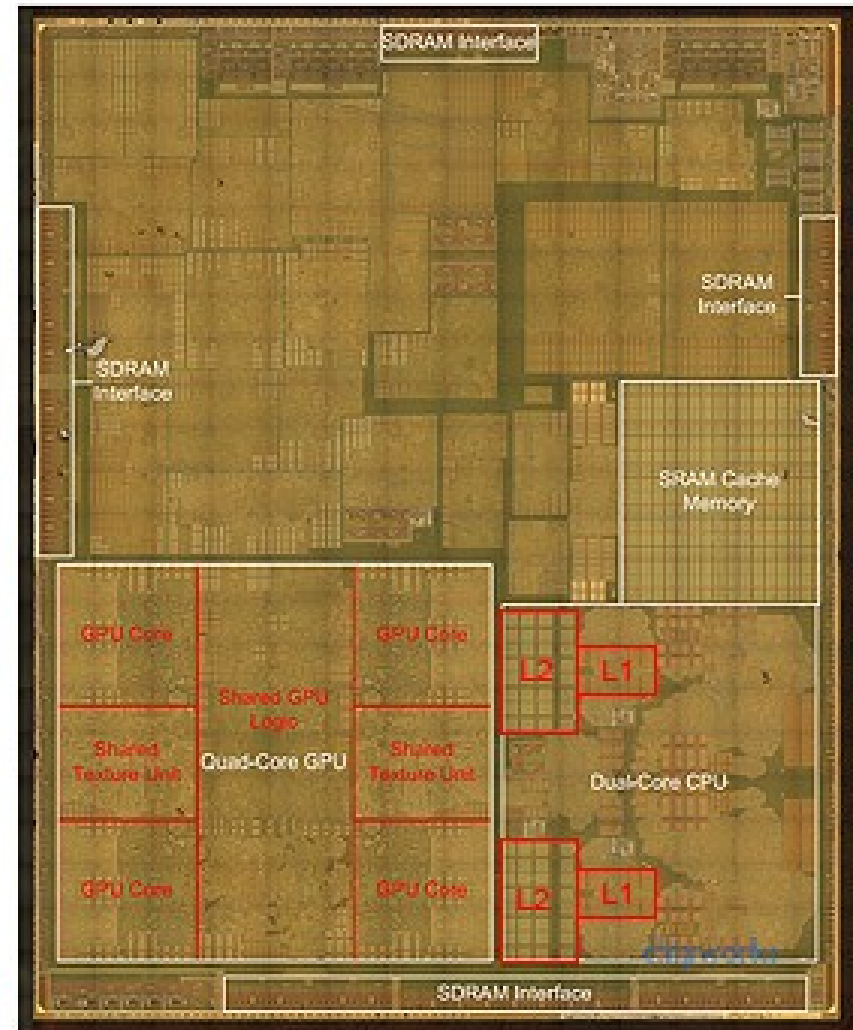 SDRAM Interface
SDRAM
Interface
SDRAM
Interface
SRAM Cache
Memory
GPU Core
GPU Core
L2
L1
Shared GPU
Logic
Shared
Texture Unit
Quad-Core GPU
Shared
Texture Unit
Dual-Core CPU
GPU Core
GPU Core
L2
L1
chipworks
SDRAM Interface